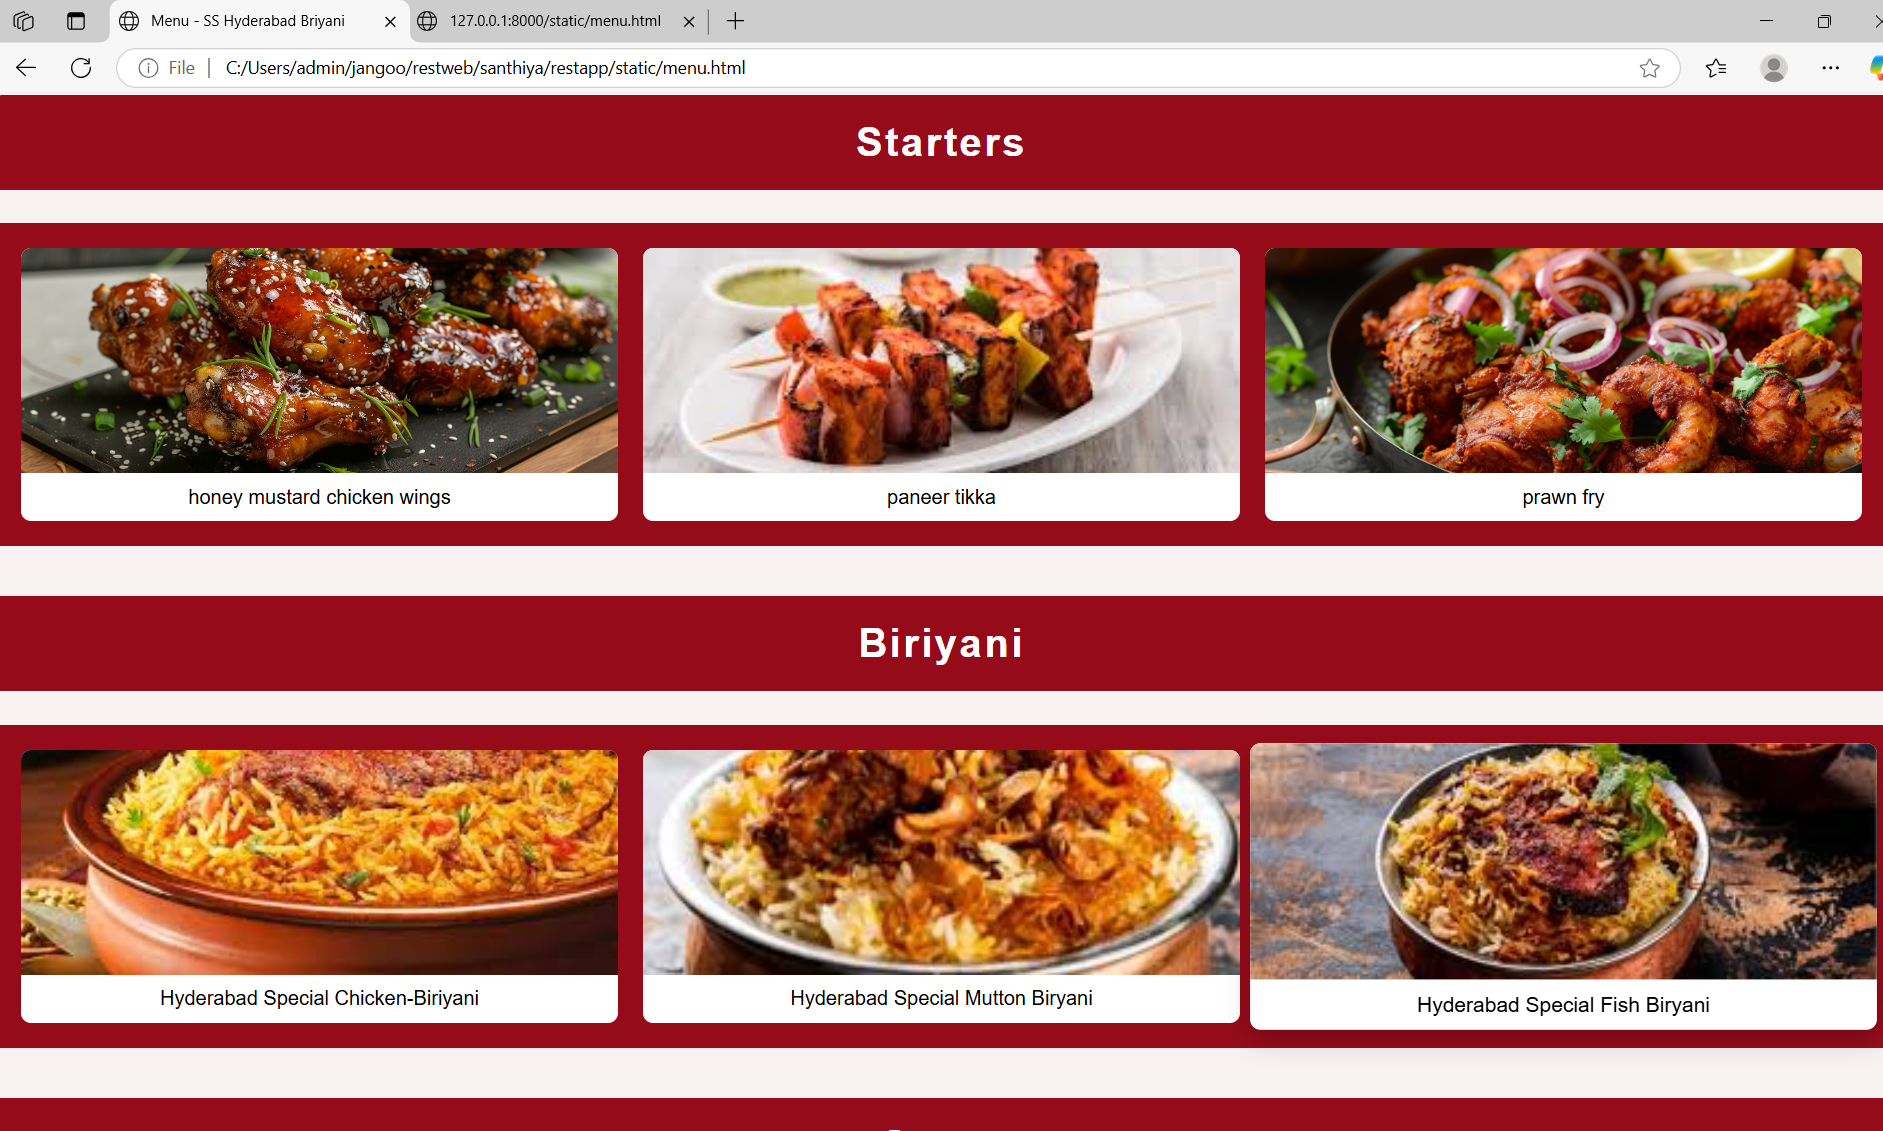 Menu - SS Hyderabad Briyani
127.0.0.1:8000/static/menu.html
File
C:/Users/admin/jangoo/restweb/santhiya/restapp/static/menu.html
Starters
honey mustard chicken wings
paneer tikka
prawn fry
Biriyani
Hyderabad Special Chicken-Biriyani
Hyderabad Special Mutton Biryani
Hyderabad Special Fish Biryani